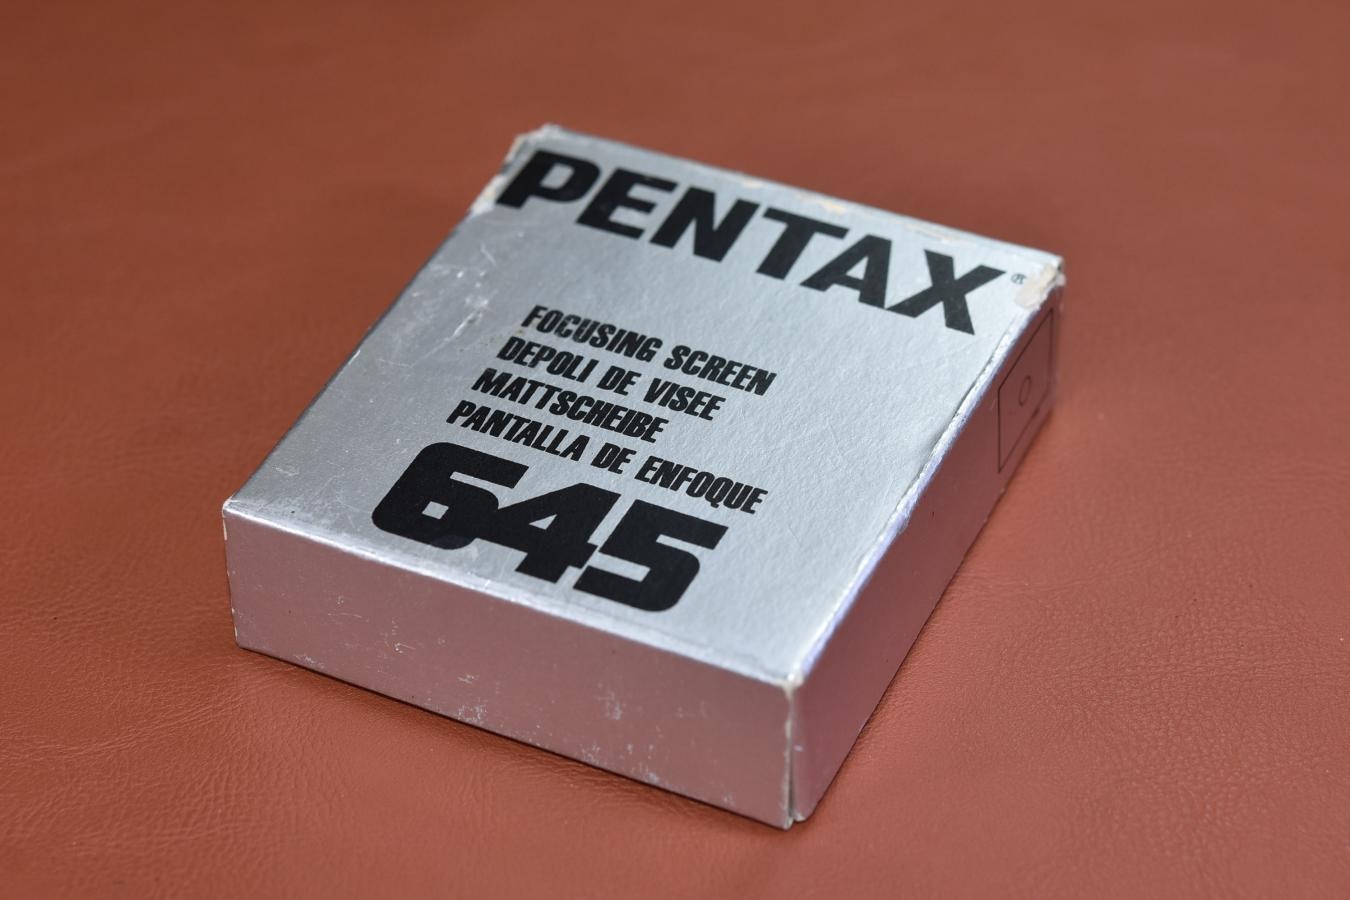 PENTAX®
FOCUSING SCREEN
DEPOLI DE VISEE
MATTSCHEIBE
PANTALLA DE ENFOQUE
645